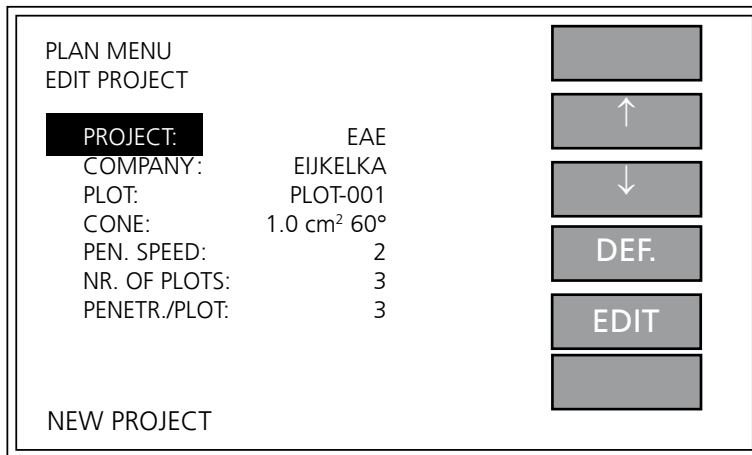 PLAN MENU
EDIT PROJECT
PROJECT: EAE
COMPANY: EIJKELKA
PLOT: PLOT-001
CONE: 1.0 cm² 60°
PEN. SPEED: 2
NR. OF PLOTS: 3
PENETR./PLOT: 3
NEW PROJECT
↑
↓
DEF.
EDIT